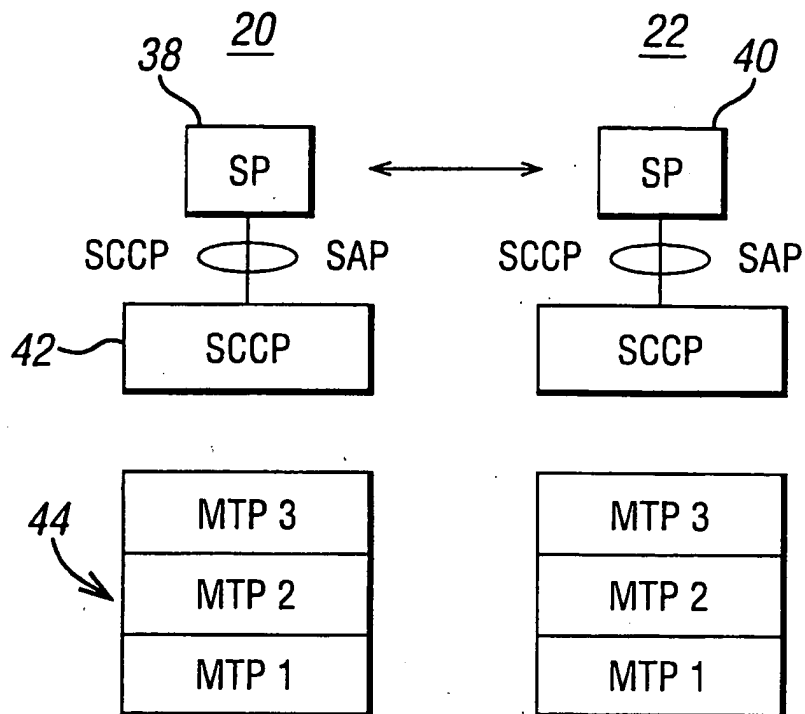 20 22
38 40
SP SP
SCCP SAP SCCP SAP
42 SCCP SCCP
44 MTP 3 MTP 3
MTP 2 MTP 2
MTP 1 MTP 1